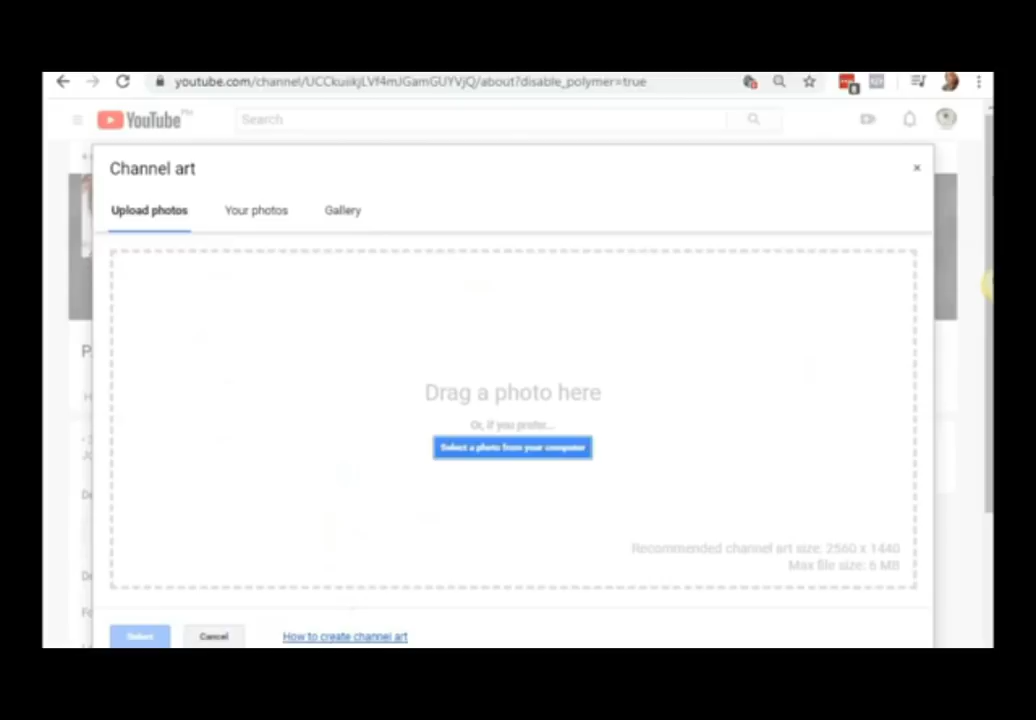 youtube.com/channel/UCCkuiikjLVf4mJGamGUYVjQ/about?disable_polymer=true
YouTube
Search
Channel art
Upload photos Your photos Gallery
Drag a photo here
Or, if you prefer...
Select a photo from your computer
Recommended channel art size: 2560 x 1440
Max file size: 6 MB
Select Cancel How to create channel art